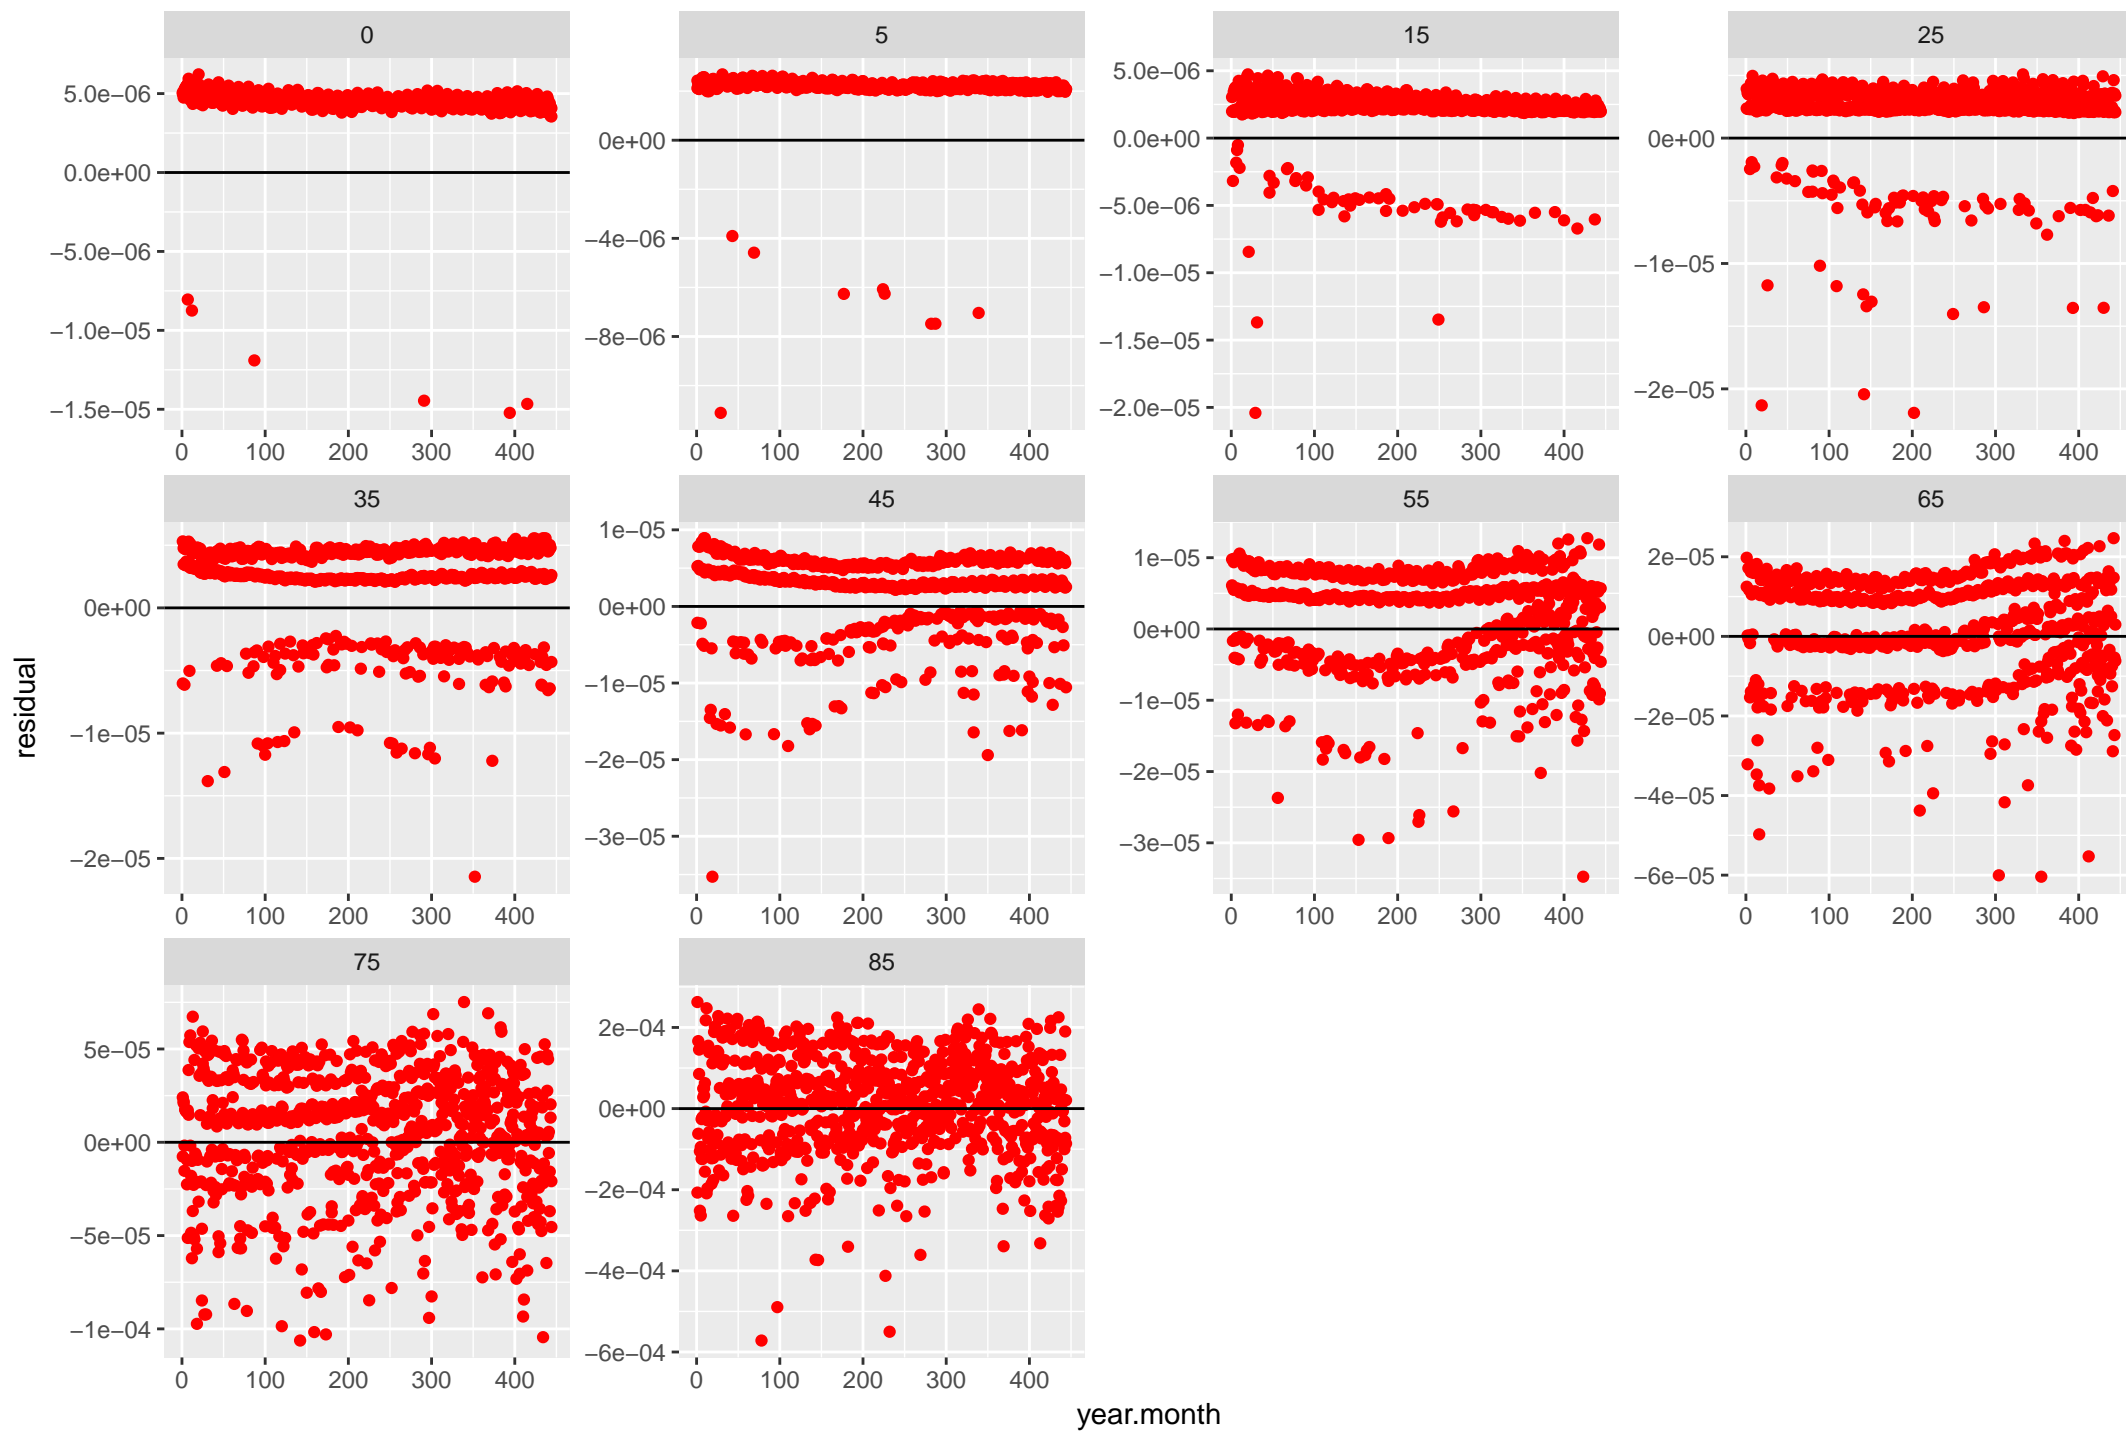 0 5 15 25
5.0e−06
0.0e+00
−5.0e−06
−1.0e−05
−1.5e−05
0 100 200 300 400
0e+00
−4e−06
−8e−06
0 100 200 300 400
5.0e−06
0.0e+00
−5.0e−06
−1.0e−05
−1.5e−05
−2.0e−05
0 100 200 300 400
0e+00
−1e−05
−2e−05
0 100 200 300 400
35 45 55 65
0e+00
−1e−05
−2e−05
0 100 200 300 400
1e−05
0e+00
−1e−05
−2e−05
−3e−05
0 100 200 300 400
1e−05
0e+00
−1e−05
−2e−05
−3e−05
0 100 200 300 400
2e−05
0e+00
−2e−05
−4e−05
−6e−05
0 100 200 300 400
75 85
5e−05
0e+00
−5e−05
−1e−04
0 100 200 300 400
2e−04
0e+00
−2e−04
−4e−04
−6e−04
0 100 200 300 400
residual
year.month